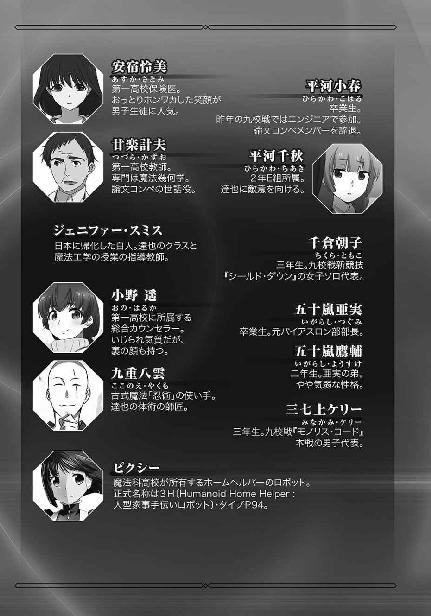 安宿怜美
あすか・さとみ
第一高校保険医。
おっとりホンワカした笑顔が
男子生徒に人気。
甘楽計夫
つづら・かずお
第一高校教師。
専門は魔法幾何学。
論文コンペの世話役。
ジェニファー・スミス
日本に帰化した白人。達也のクラスと
魔法工学の授業の指導教師。
小野 遥
おの・はるか
第一高校に所属する
総合カウンセラー。
いじられ気質だが、
裏の顔も持つ。
九重八雲
ここのえ・やくも
古式魔法「忍術」の使い手。
達也の体術の師匠。
ピクシー
魔法科高校が所有するホームヘルパーのロボット。
正式名称は3H(Humanoid Home Helper:
人型家事手伝いロボット)・タイプP94。
平河小春
ひらかわ・こはる
卒業生。
昨年の九校戦ではエンジニアで参加。
論文コンペメンバーを辞退。
平河千秋
ひらかわ・ちあき
2年E組所属。
達也に敵意を向ける。
千倉朝子
ちくら・ともこ
三年生。九校戦新競技
『シールド・ダウン』の女子ソロ代表。
五十嵐亜実
いがらし・つぐみ
卒業生。元バイアスロン部部長。
五十嵐鷹輔
いがらし・ようすけ
二年生。亜実の弟。
やや気弱な性格。
三七上ケリー
みなかみ・ケリー
三年生。九校戦『モノリス・コード』
本戦の男子代表。